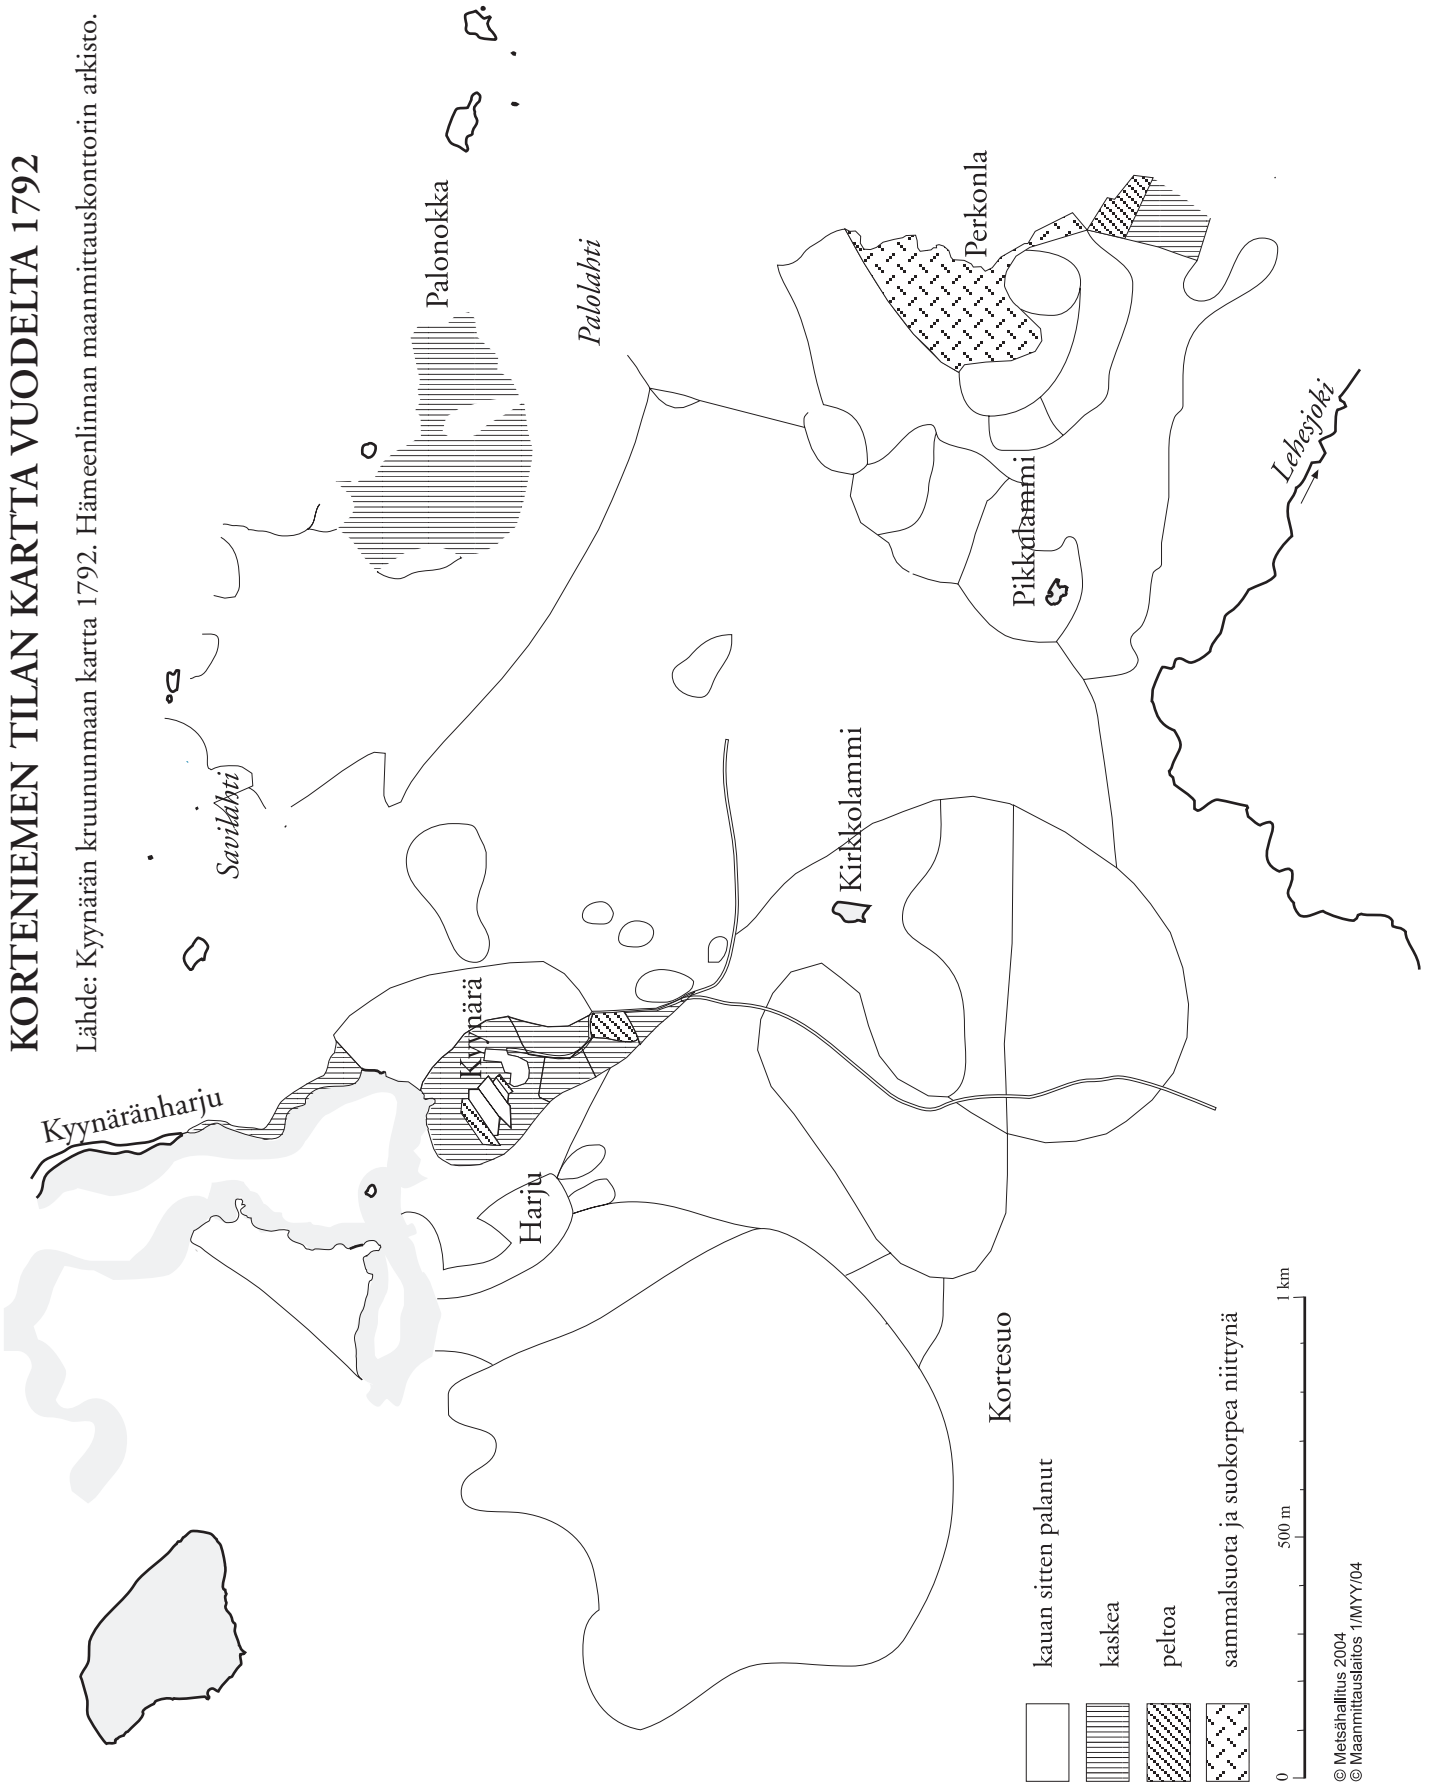 KORTENIEMEN TILAN KARTTA VUODELTA 1792
Lähde: Kyynärän kruununmaan kartta 1792. Hämeenlinnan maanmittauskonttorin arkisto.
Kyynäränharju
Savilahti
Palonokka
Palolahti
Kyynärä
Harju
Kirkkolammi
Pikkulammi
Perkonla
Lehesjoki
Kortesuo
kauan sitten palanut
kaskea
peltoa
sammalsuota ja suokorpea niittynä
0
500 m
1 km
© Metsähallitus 2004
© Maanmittauslaitos 1/MYY/04